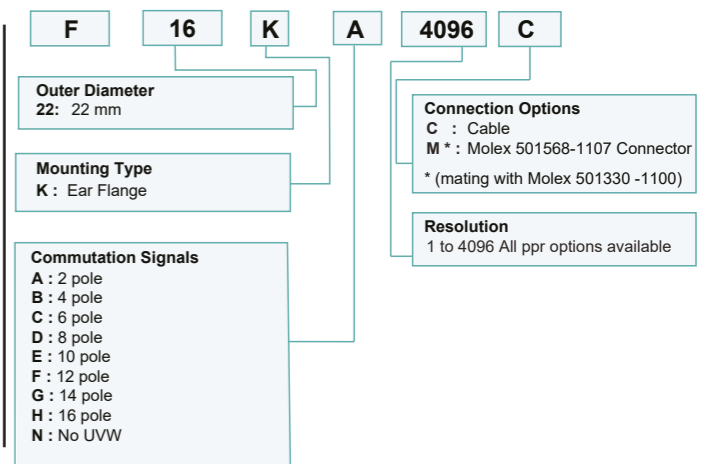 F 16 K A 4096 C
Outer Diameter
22: 22 mm
Mounting Type
K : Ear Flange
Commutation Signals
A : 2 pole
B : 4 pole
C : 6 pole
D : 8 pole
E : 10 pole
F : 12 pole
G : 14 pole
H : 16 pole
N : No UVW
Connection Options
C : Cable
M * : Molex 501568-1107 Connector
* (mating with Molex 501330 -1100)
Resolution
1 to 4096 All ppr options available